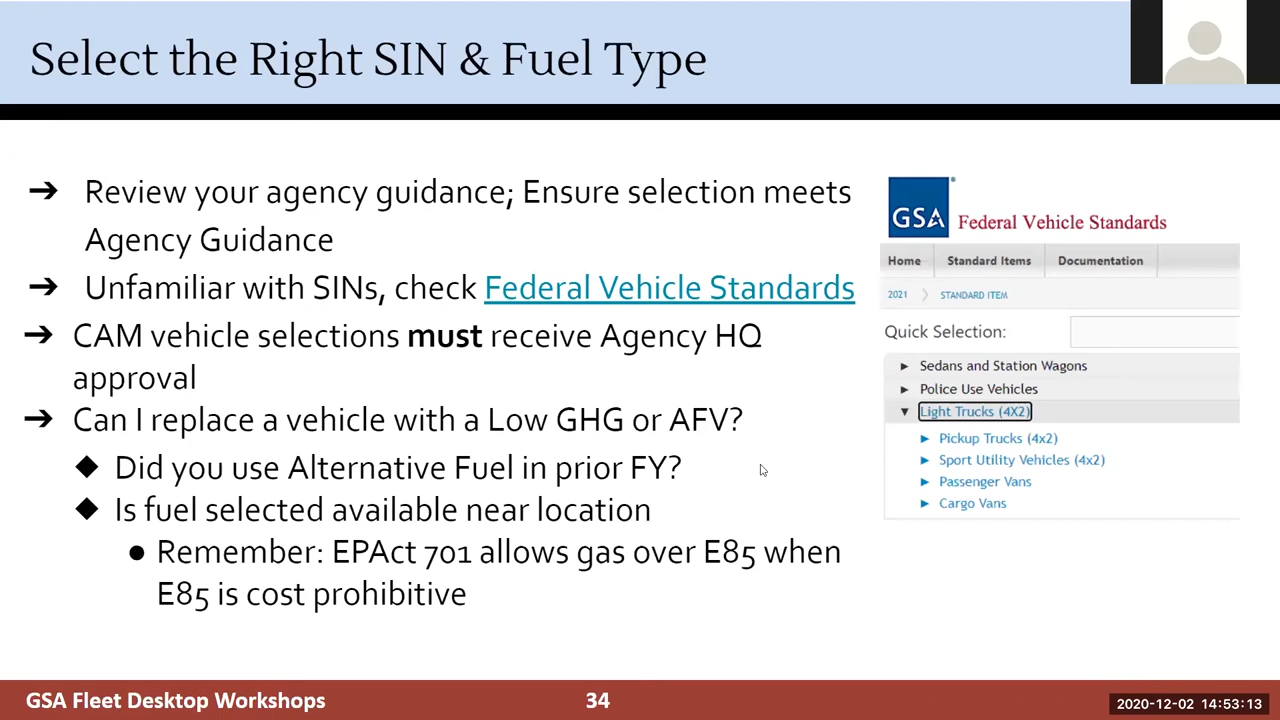 Select the Right SIN & Fuel Type
➔ Review your agency guidance; Ensure selection meets
Agency Guidance
➔ Unfamiliar with SINs, check Federal Vehicle Standards
➔ CAM vehicle selections must receive Agency HQ
approval
➔ Can I replace a vehicle with a Low GHG or AFV?
◆ Did you use Alternative Fuel in prior FY?
◆ Is fuel selected available near location
● Remember: EPAct 701 allows gas over E85 when
E85 is cost prohibitive
GSA Federal Vehicle Standards
Home Standard Items Documentation
2021 STANDARD ITEM
Quick Selection:
Sedans and Station Wagons
Police Use Vehicles
Light Trucks (4X2)
Pickup Trucks (4x2)
Sport Utility Vehicles (4x2)
Passenger Vans
Cargo Vans
GSA Fleet Desktop Workshops 34
2020-12-02 14:53:13